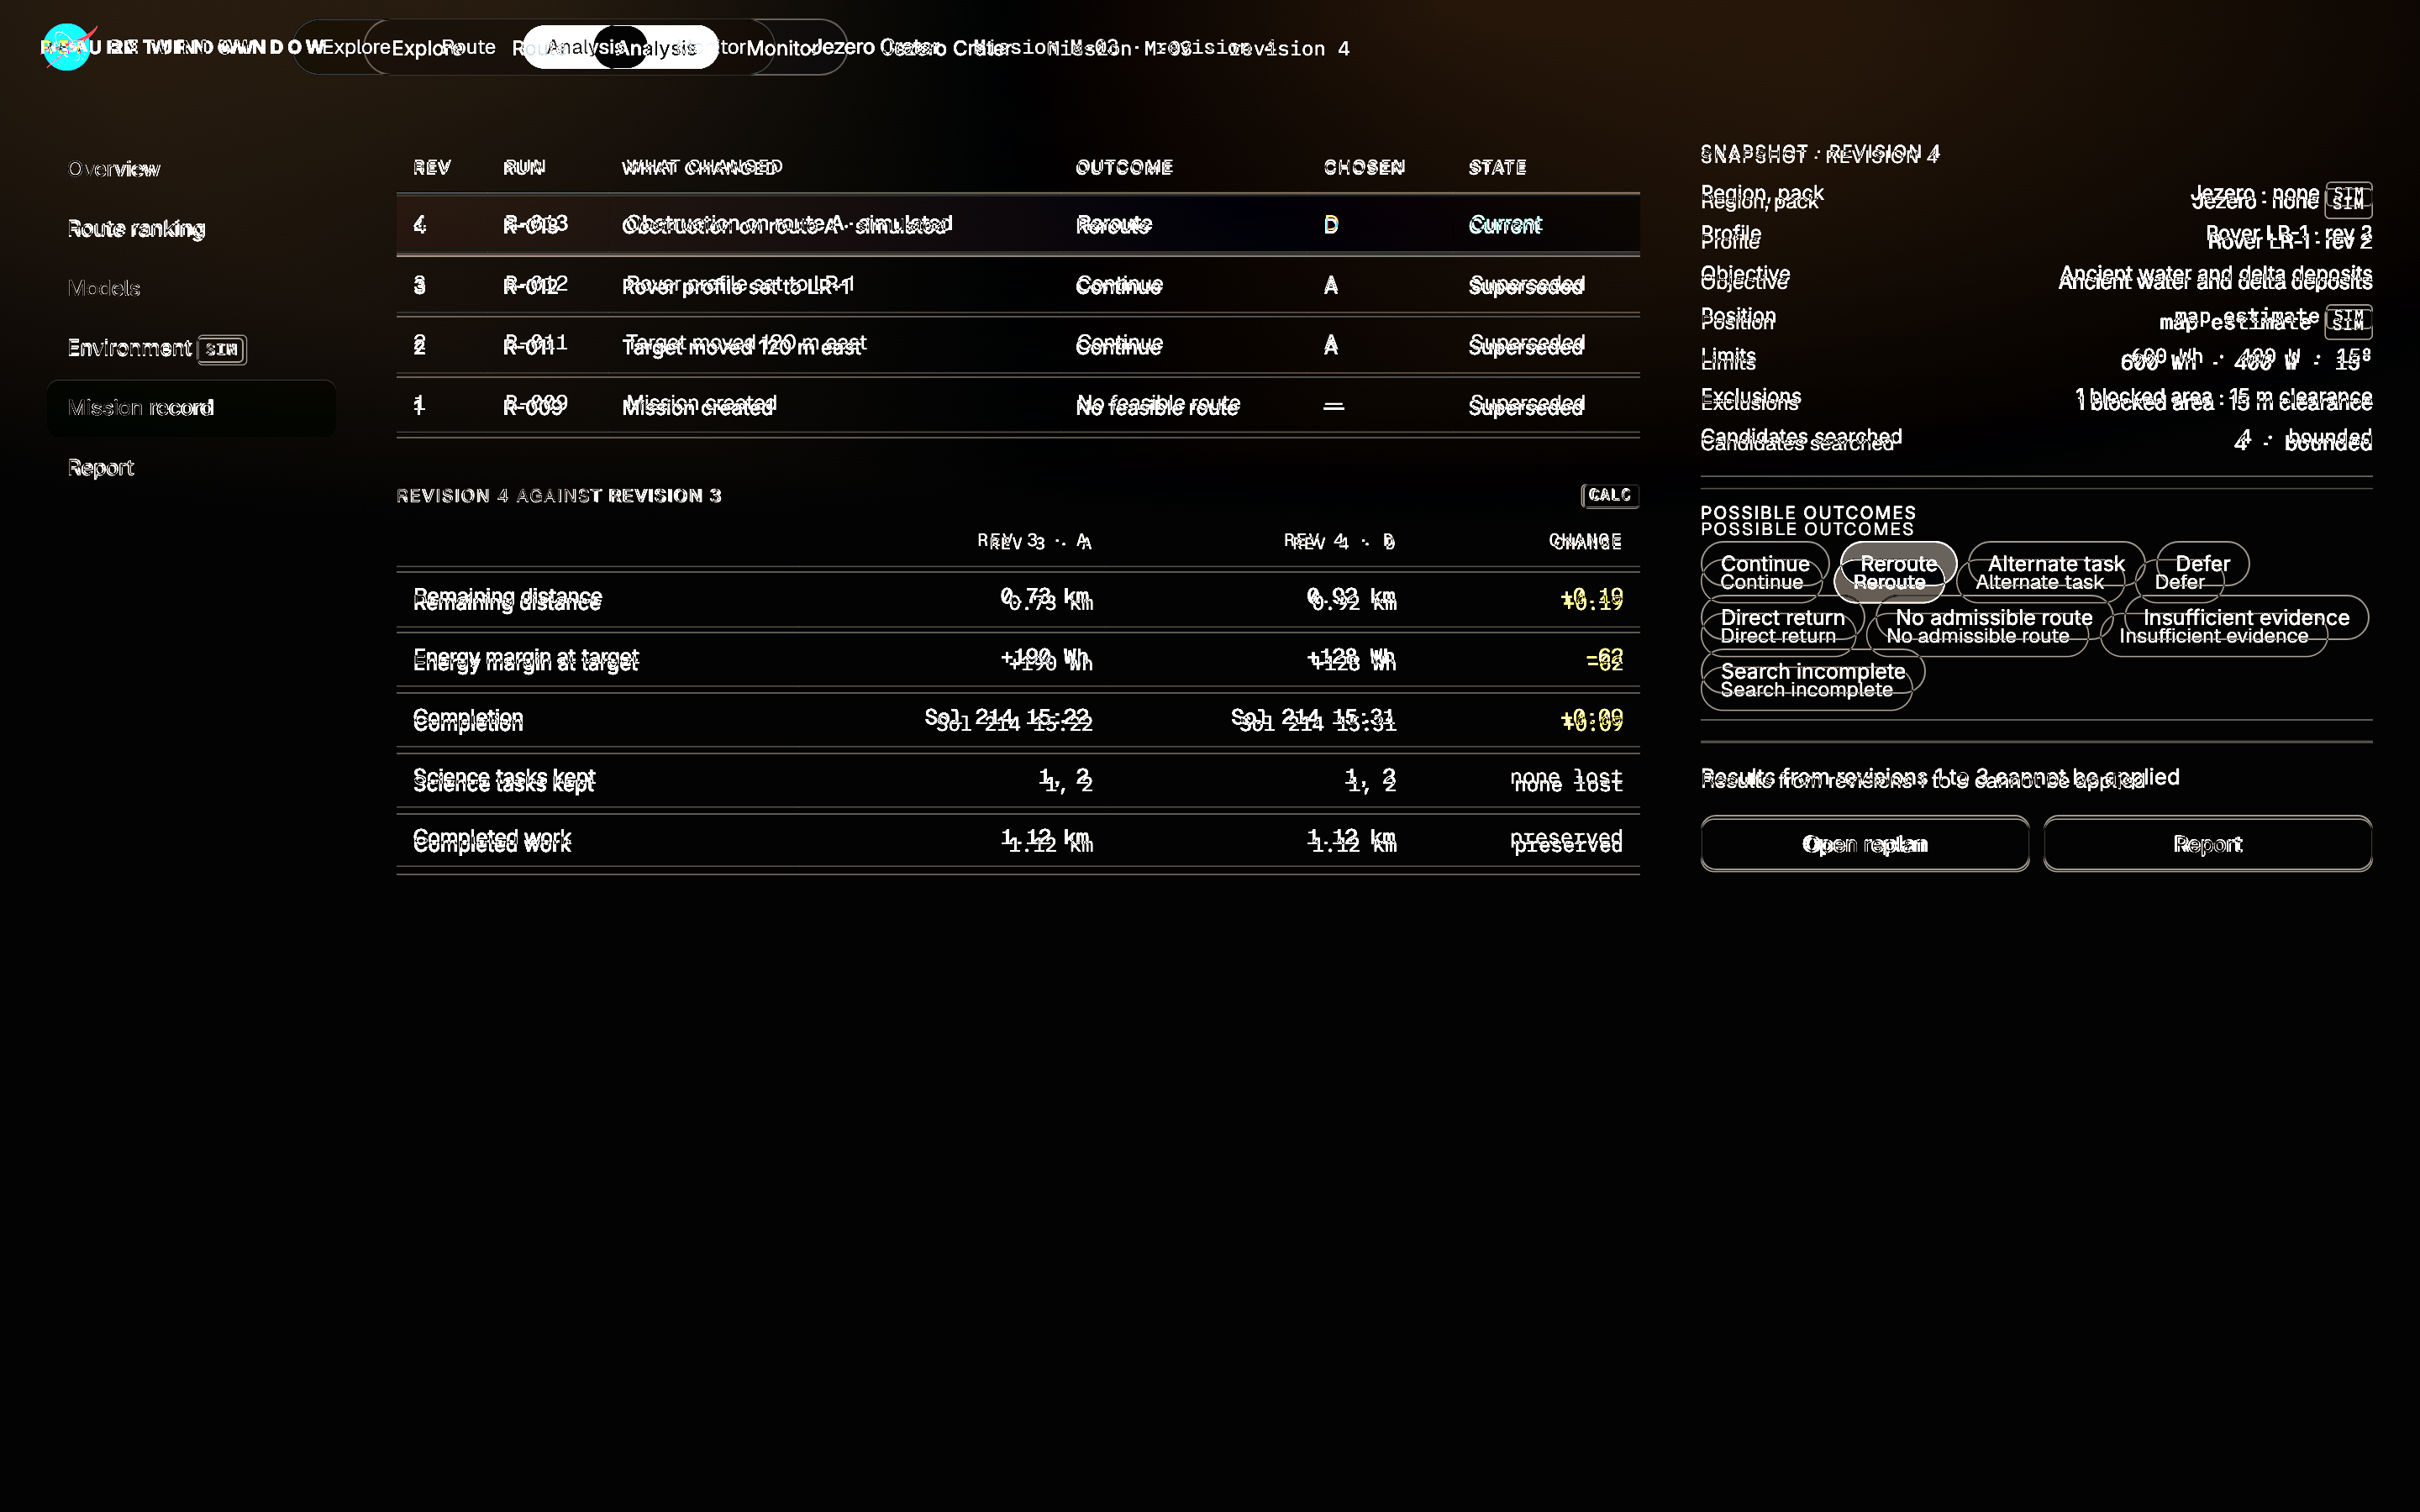 RETURN WINDOW Explore Route Analysis Monitor Jezero Crater Mission M-03 · revision 4
Overview
Route ranking
Models
Environment SIM
Mission record
Report
REV RUN WHAT CHANGED OUTCOME CHOSEN STATE
4 R-013 Obstruction on route A · simulated Reroute D Current
3 R-012 Rover profile set to LR-1 Continue A Superseded
2 R-011 Target moved 120 m east Continue A Superseded
1 R-009 Mission created No feasible route — Superseded
REVISION 4 AGAINST REVISION 3 CALC
REV 3 · A REV 4 · D CHANGE
Remaining distance 0.73 km 0.92 km +0.19
Energy margin at target +190 Wh +128 Wh −62
Completion Sol 214 15:22 Sol 214 15:31 +0:09
Science tasks kept 1, 2 1, 2 none lost
Completed work 1.12 km 1.12 km preserved
SNAPSHOT · REVISION 4
Region, pack Jezero · none SIM
Profile Rover LR-1 · rev 2
Objective Ancient water and delta deposits
Position map estimate SIM
Limits 600 Wh · 400 W · 15°
Exclusions 1 blocked area · 15 m clearance
Candidates searched 4 · bounded
POSSIBLE OUTCOMES
Continue Reroute Alternate task Defer
Direct return No admissible route Insufficient evidence
Search incomplete
Results from revisions 1 to 3 cannot be applied
Open replan Report